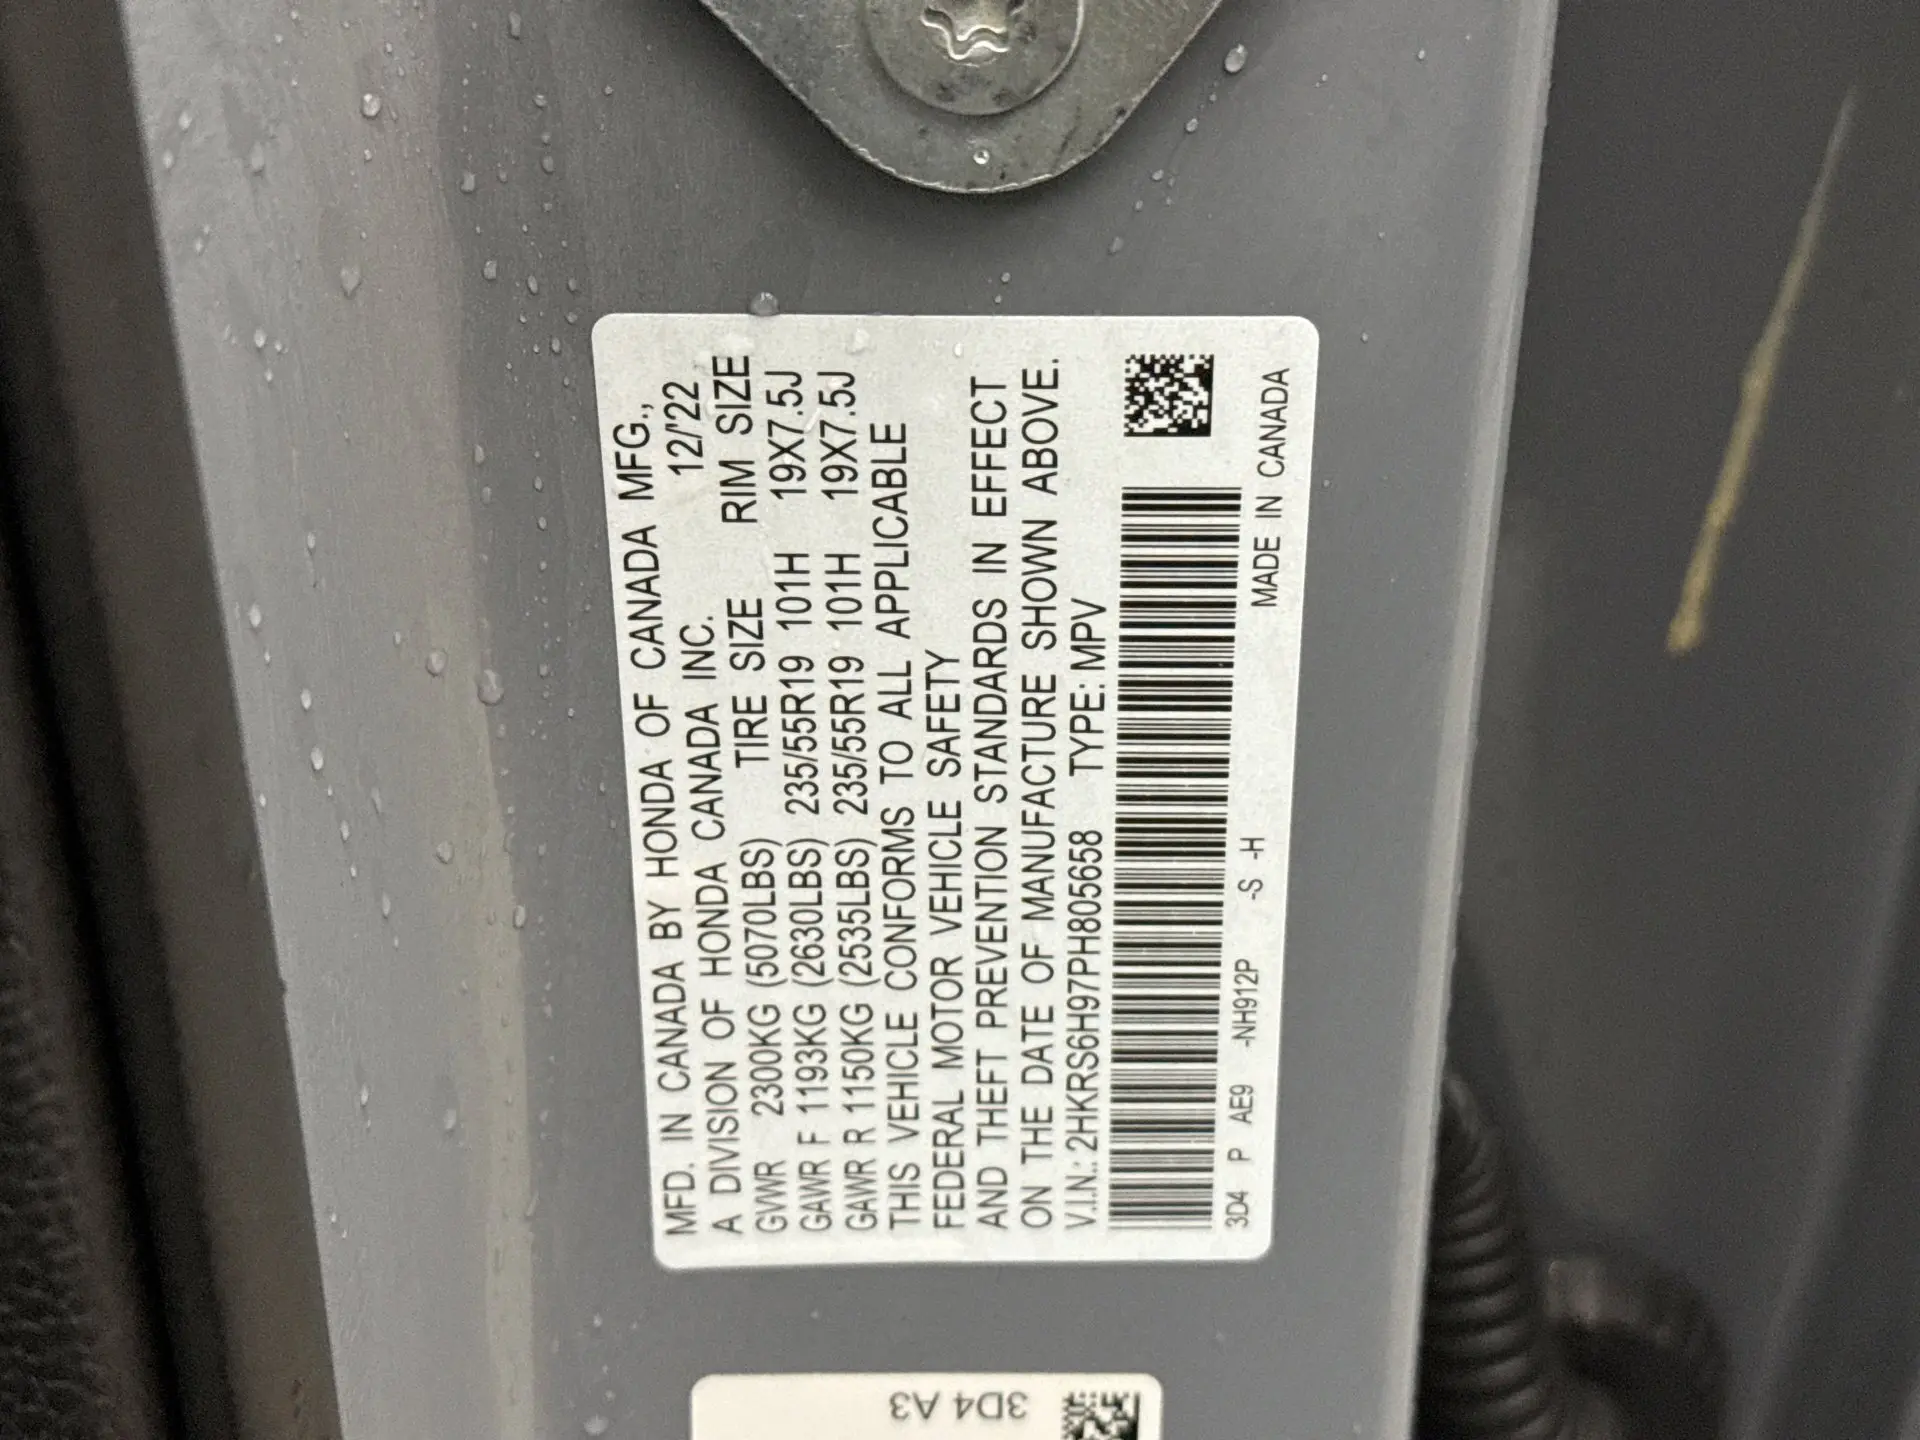 MFD. IN CANADA BY HONDA OF CANADA MFG.,
A DIVISION OF HONDA CANADA INC. 12/'22
TIRE SIZE RIM SIZE
GVWR 2300KG (5070LBS)
GAWR F 1193KG (2630LBS) 235/55R19 101H 19X7.5J
GAWR R 1150KG (2535LBS) 235/55R19 101H 19X7.5J
THIS VEHICLE CONFORMS TO ALL APPLICABLE
FEDERAL MOTOR VEHICLE SAFETY
AND THEFT PREVENTION STANDARDS IN EFFECT
ON THE DATE OF MANUFACTURE SHOWN ABOVE.
V.I.N.: 2HKRS6H97PH805658 TYPE: MPV
3D4 P AE9 -NH912P -S -H MADE IN CANADA
3D4 A3